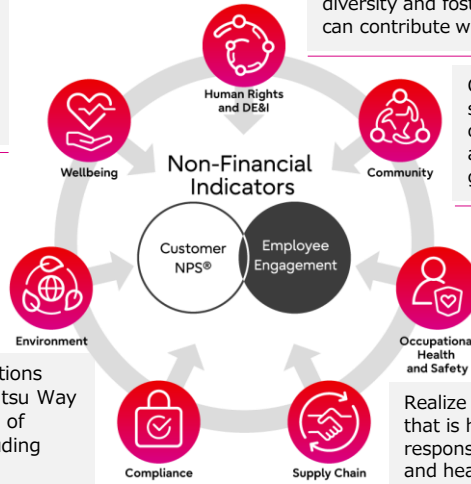 diversity and fost
can contribute w
Human Rights
and DE&I
Wellbeing
Community
Non-Financial
Indicators
Customer
NPS®
Employee
Engagement
Environment
Occupationa
Health
and Safety
tions
tsu Way
of
ding
Realize
that is h
respons
and hea
Compliance
Supply Chain